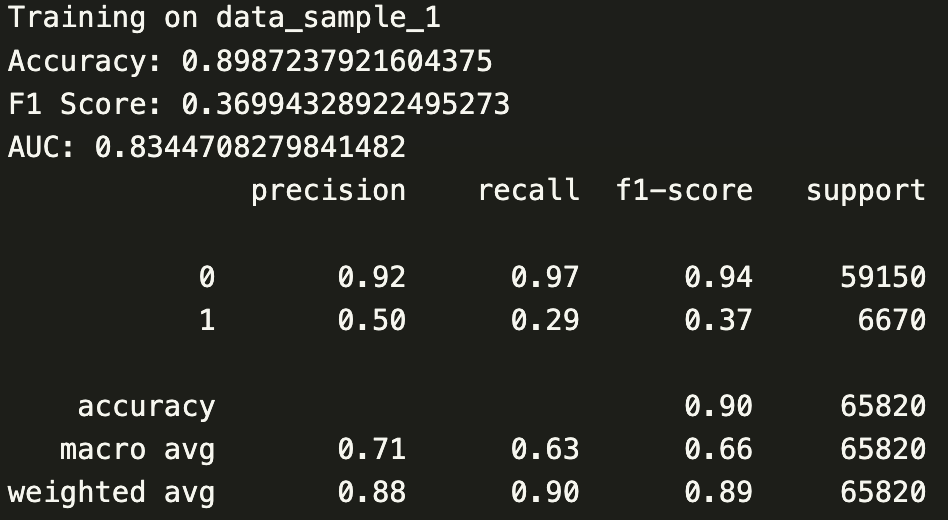 Training on data_sample_1
Accuracy: 0.8987237921604375
F1 Score: 0.36994328922495273
AUC: 0.8344708279841482
precision recall f1-score support
0 0.92 0.97 0.94 59150
1 0.50 0.29 0.37 6670
accuracy 0.90 65820
macro avg 0.71 0.63 0.66 65820
weighted avg 0.88 0.90 0.89 65820